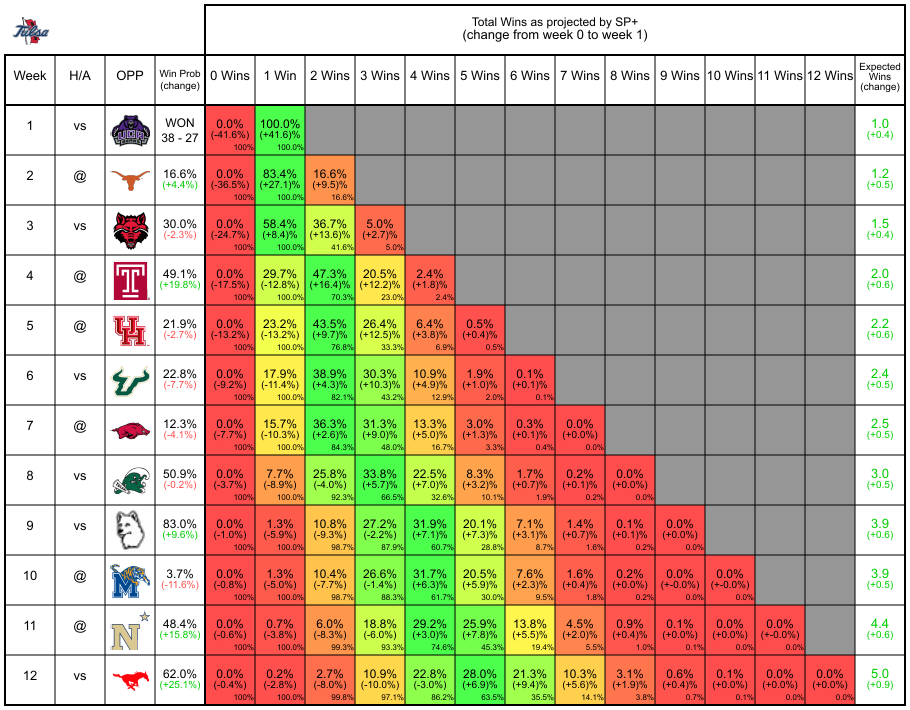 Tulsa
Total Wins as projected by SP+
(change from week 0 to week 1)
Week H/A OPP Win Prob (change) 0 Wins 1 Win 2 Wins 3 Wins 4 Wins 5 Wins 6 Wins 7 Wins 8 Wins 9 Wins 10 Wins 11 Wins 12 Wins Expected Wins (change)
1 vs UCA BEARS WON 0.0% 100.0% 1.0
38 - 27 (-41.6%) (+41.6)% (+0.4)
100% 100.0%
2 @ 16.6% 0.0% 83.4% 16.6% 1.2
(+4.4%) (-36.5%) (+27.1)% (+9.5)% (+0.5)
100% 100.0% 16.6%
3 vs 30.0% 0.0% 58.4% 36.7% 5.0% 1.5
(-2.3%) (-24.7%) (+8.4)% (+13.6)% (+2.7)% (+0.4)
100% 100.0% 41.6% 5.0%
4 @ T 49.1% 0.0% 29.7% 47.3% 20.5% 2.4% 2.0
(+19.8%) (-17.5%) (-12.8%) (+16.4)% (+12.2)% (+1.8)% (+0.6)
100% 100.0% 70.3% 23.0% 2.4%
5 @ UH 21.9% 0.0% 23.2% 43.5% 26.4% 6.4% 0.5% 2.2
(-2.7%) (-13.2%) (-13.2%) (+9.7)% (+12.5)% (+3.8)% (+0.4)% (+0.6)
100% 100.0% 76.8% 33.3% 6.9% 0.5%
6 vs 22.8% 0.0% 17.9% 38.9% 30.3% 10.9% 1.9% 0.1% 2.4
(-7.7%) (-9.2%) (-11.4%) (+4.3)% (+10.3)% (+4.9)% (+1.0)% (+0.1)% (+0.5)
100% 100.0% 82.1% 43.2% 12.9% 2.0% 0.1%
7 @ 12.3% 0.0% 15.7% 36.3% 31.3% 13.3% 3.0% 0.3% 0.0% 2.5
(-4.1%) (-7.7%) (-10.3%) (+2.6)% (+9.0)% (+5.0)% (+1.3)% (+0.1)% (+0.0)% (+0.5)
100% 100.0% 84.3% 48.0% 16.7% 3.3% 0.4% 0.0%
8 vs 50.9% 0.0% 7.7% 25.8% 33.8% 22.5% 8.3% 1.7% 0.2% 0.0% 3.0
(-0.2%) (-3.7%) (-8.9%) (-4.0%) (+5.7)% (+7.0)% (+3.2)% (+0.7)% (+0.1)% (+0.0)% (+0.5)
100% 100.0% 92.3% 66.5% 32.6% 10.1% 1.9% 0.2% 0.0%
9 vs 83.0% 0.0% 1.3% 10.8% 27.2% 31.9% 20.1% 7.1% 1.4% 0.1% 0.0% 3.9
(+9.6%) (-1.0%) (-5.9%) (-9.3%) (-2.2%) (+7.1)% (+7.3)% (+3.1)% (+0.7)% (+0.1)% (+0.0)% (+0.6)
100% 100.0% 98.7% 87.9% 60.7% 28.8% 8.7% 1.6% 0.2% 0.0%
10 @ M 3.7% 0.0% 1.3% 10.4% 26.6% 31.7% 20.5% 7.6% 1.6% 0.2% 0.0% 0.0% 3.9
(-11.6%) (-0.8%) (-5.0%) (-7.7%) (-1.4%) (+6.3)% (+5.9)% (+2.3)% (+0.4)% (+0.0)% (+-0.0)% (+-0.0)% (+0.5)
100% 100.0% 98.7% 88.3% 61.7% 30.0% 9.5% 1.8% 0.2% 0.0% 0.0%
11 @ N 48.4% 0.0% 0.7% 6.0% 18.8% 29.2% 25.9% 13.8% 4.5% 0.9% 0.1% 0.0% 0.0% 4.4
(+15.8%) (-0.6%) (-3.8%) (-8.3%) (-6.0%) (+3.0)% (+7.8)% (+5.5)% (+2.0)% (+0.4)% (+0.0)% (+0.0)% (+-0.0)% (+0.6)
100% 100.0% 99.3% 93.3% 74.6% 45.3% 19.4% 5.5% 1.0% 0.1% 0.0% 0.0%
12 vs 62.0% 0.0% 0.2% 2.7% 10.9% 22.8% 28.0% 21.3% 10.3% 3.1% 0.6% 0.1% 0.0% 0.0% 5.0
(+25.1%) (-0.4%) (-2.8%) (-8.0%) (-10.0%) (-3.0%) (+6.9)% (+9.4)% (+5.6)% (+1.9)% (+0.4)% (+0.0)% (+0.0)% (+0.0)% (+0.9)
100% 100.0% 99.8% 97.1% 86.2% 63.5% 35.5% 14.1% 3.8% 0.7% 0.1% 0.0% 0.0%